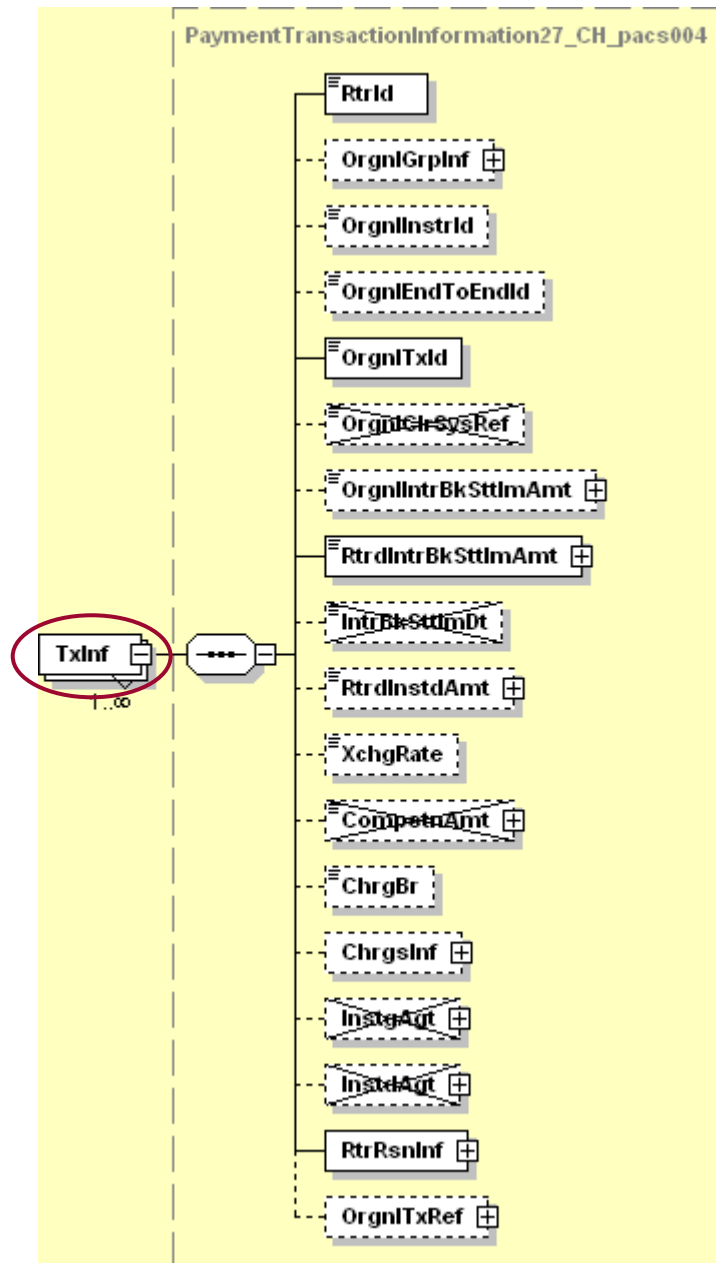 PaymentTransactionInformation27_CH_pacs004
RtrId
OrgnlGrpInf
OrgnlInstrId
OrgnlEndToEndId
OrgnlTxId
OrgnlClrSysRef
OrgnlIntrBkSttlmAmt
RtrdIntrBkSttlmAmt
IntrBkSttlmDt
TxInf
1..∞
RtrdInstdAmt
XchgRate
CompstnAmt
ChrgBr
ChrgsInf
InstgAgt
InstdAgt
RtrRsnInf
OrgnlTxRef